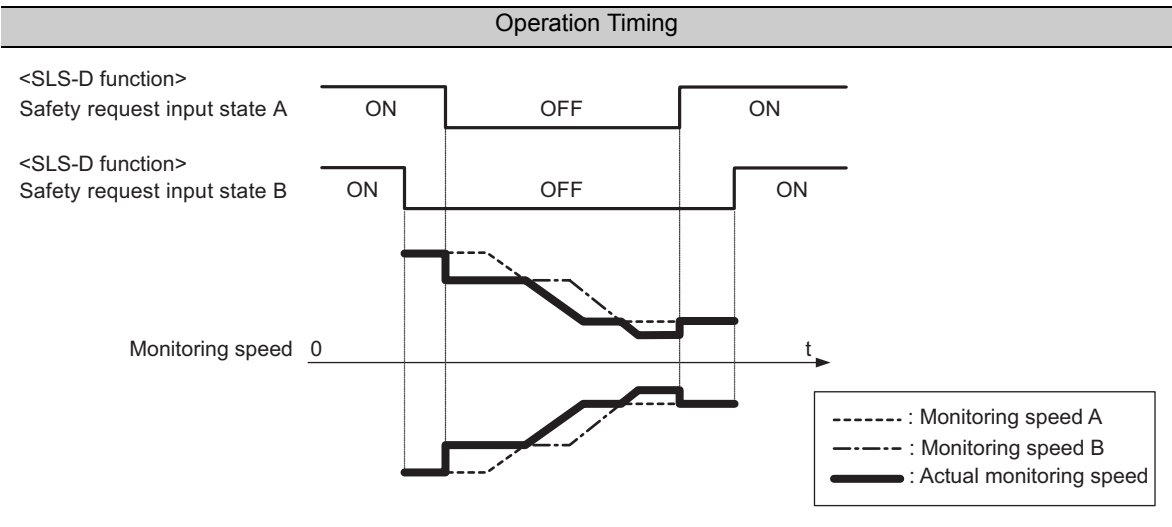 Operation Timing
<SLS-D function>
Safety request input state A
ON OFF ON
<SLS-D function>
Safety request input state B
ON OFF ON
Monitoring speed 0 t
: Monitoring speed A
: Monitoring speed B
: Actual monitoring speed